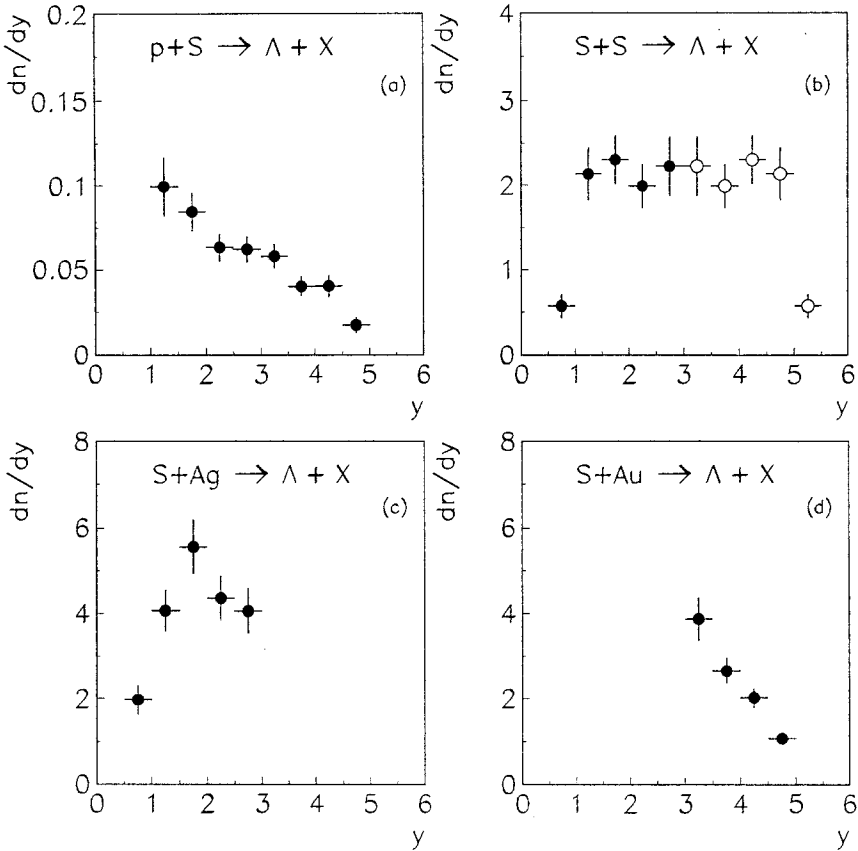 dn/dy
0.2
0.15
0.1
0.05
0
p+S → Λ + X
(a)
0 1 2 3 4 5 6
y
dn/dy
4
3
2
1
0
S+S → Λ + X
(b)
0 1 2 3 4 5 6
y
dn/dy
8
6
4
2
0
S+Ag → Λ + X
(c)
0 1 2 3 4 5 6
y
dn/dy
8
6
4
2
0
S+Au → Λ + X
(d)
0 1 2 3 4 5 6
y